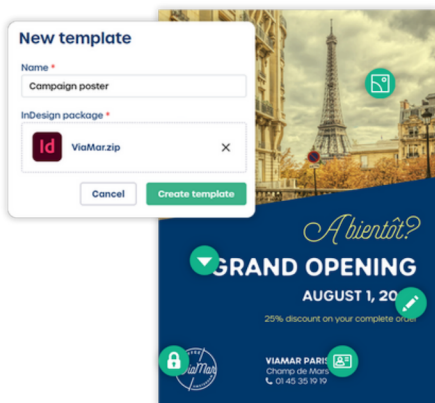 New template
Name *
Campaign poster
InDesign package *
Id
ViaMar.zip
Cancel
Create template
A bientôt?
GRAND OPENING
AUGUST 1, 20
25% discount on your complete order
ViaMar
VIAMAR PARIS
Champ de Mars
01 45 35 19 19